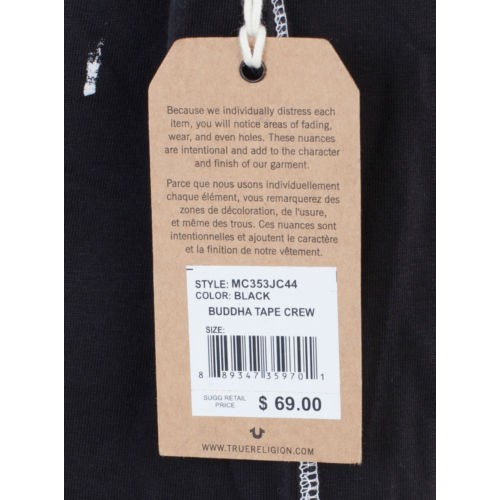 Because we individually distress each
item, you will notice areas of fading,
wear, and even holes. These nuances
are intentional and add to the character
and finish of our garment.
Parce que nous usons individuellement
chaque élément, vous remarquerez des
zones de décoloration, de l'usure,
et même des trous. Ces nuances sont
intentionnelles et ajoutent le caractère
et la finition de notre vêtement.
STYLE: MC353JC44
COLOR: BLACK
BUDDHA TAPE CREW
SIZE:
8 89347 35970 1
SUGG RETAIL
PRICE
$ 69.00
WWW.TRUERELIGION.COM